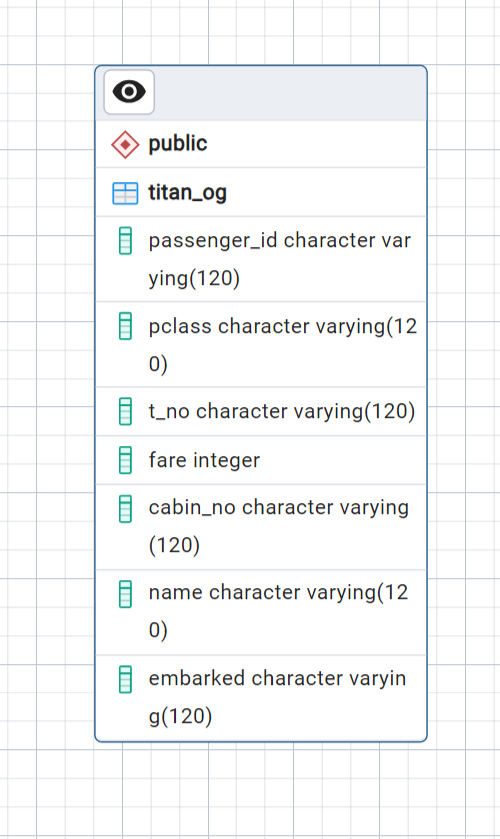 public
titan_og
passenger_id character var
ying(120)
pclass character varying(12
0)
t_no character varying(120)
fare integer
cabin_no character varying
(120)
name character varying(12
0)
embarked character varyin
g(120)